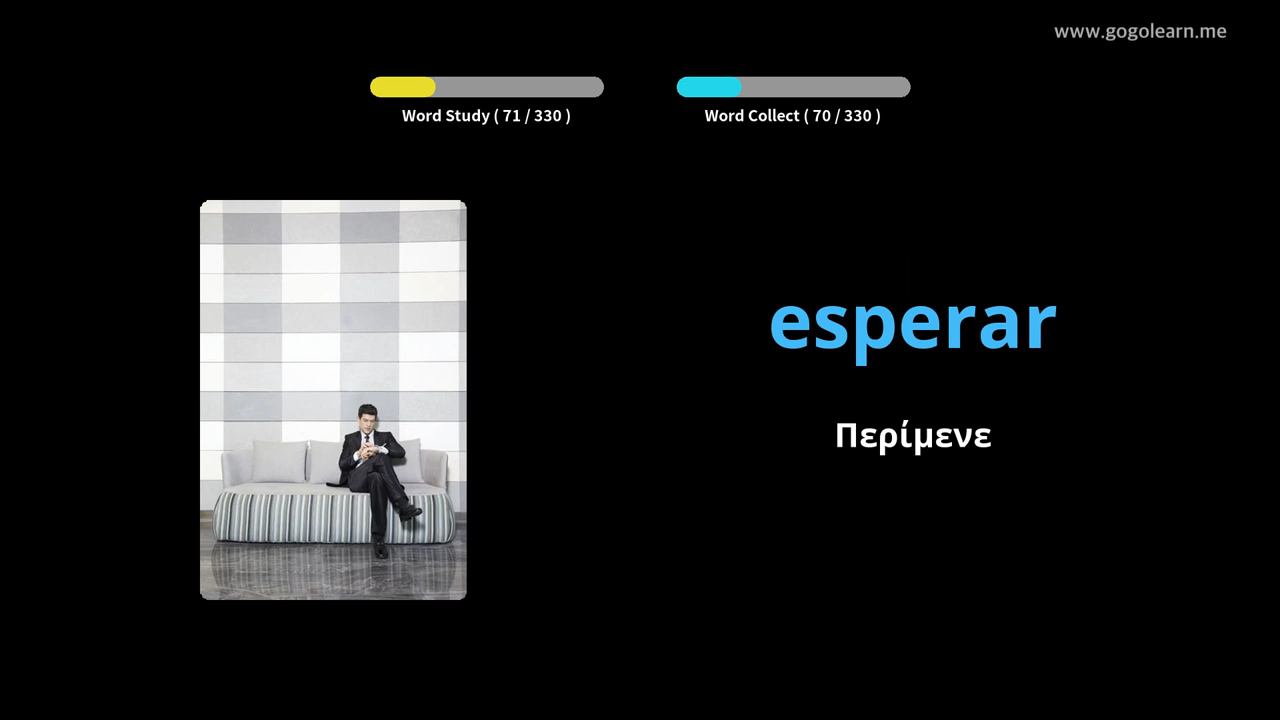 www.gogolearn.me
Word Study ( 71 / 330 )
Word Collect ( 70 / 330 )
esperar
Περίμενε